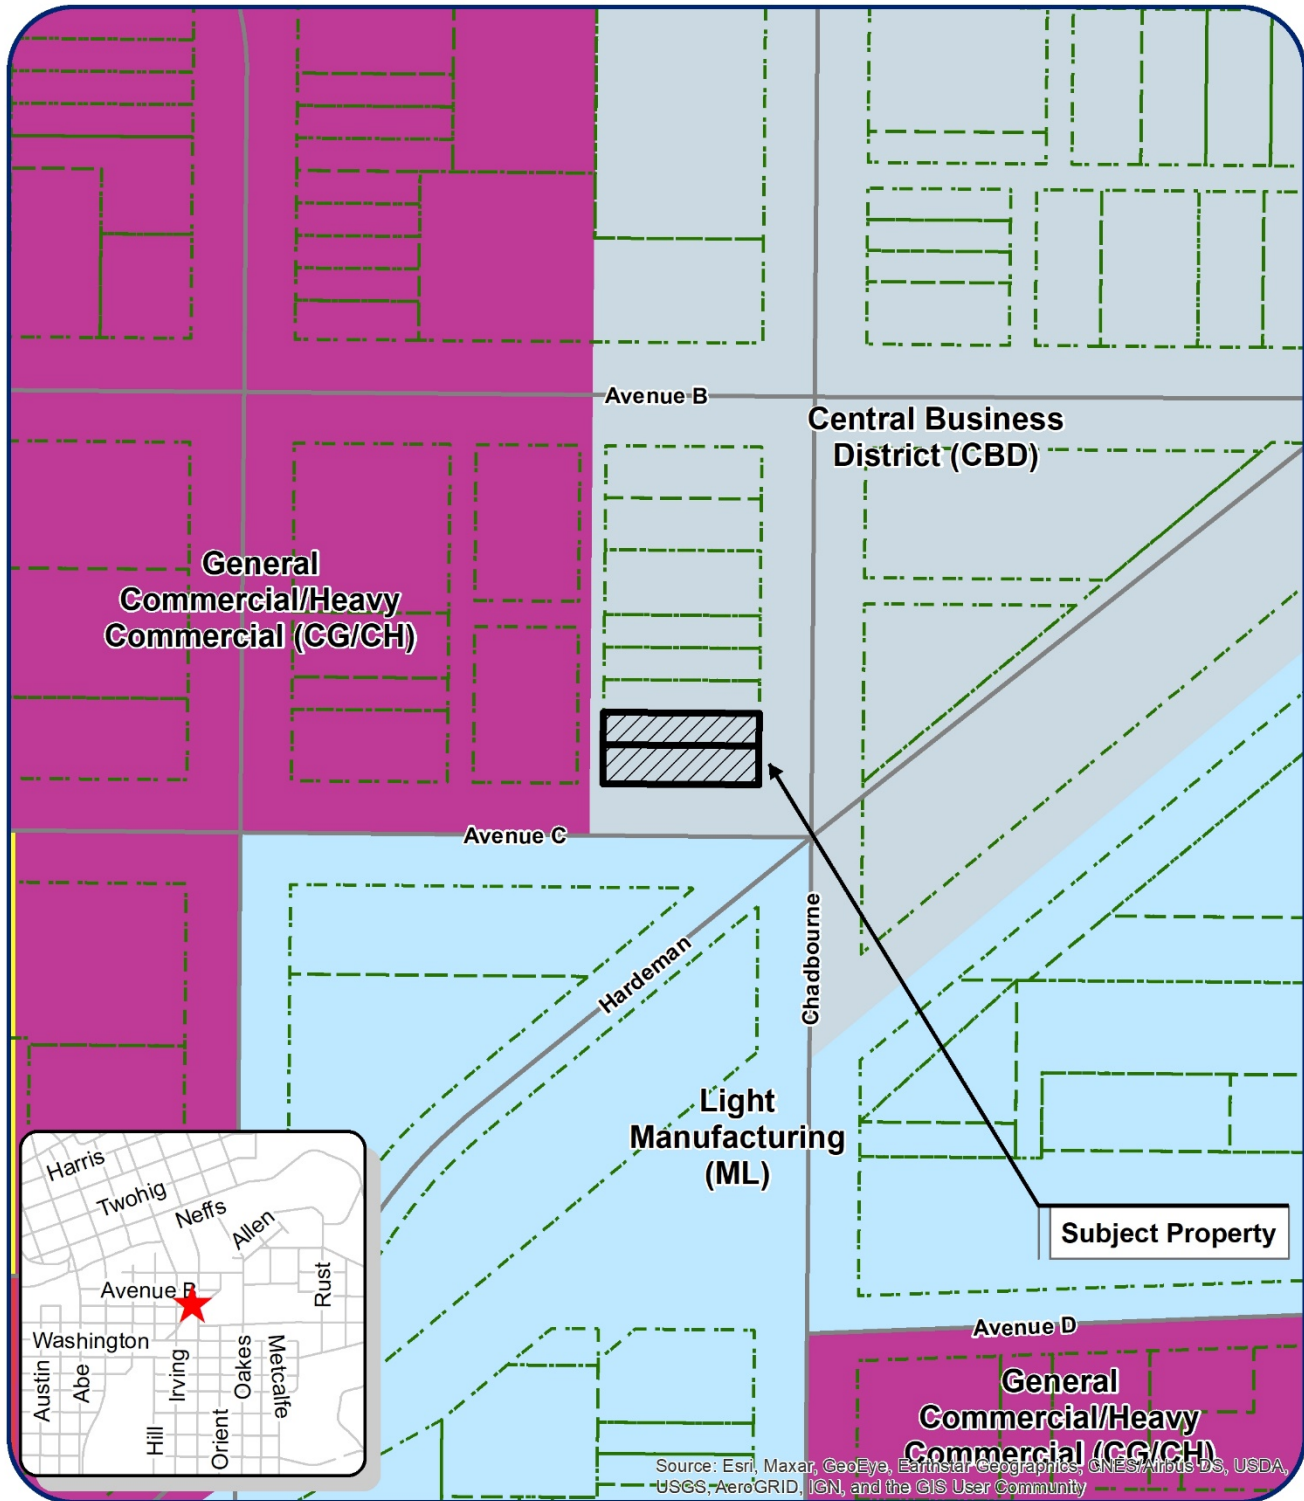 Avenue B
Central Business
District (CBD)
General
Commercial/Heavy
Commercial (CG/CH)
Avenue C
Hardeman
Chadbourne
Light
Manufacturing
(ML)
Subject Property
Avenue D
General
Commercial/Heavy
Commercial (CG/CH)
Harris
Twohig
Neffs
Allen
Rust
Avenue B
Washington
Austin
Abe
Irving
Oakes
Metcalfe
Hill
Orient
Source: Esri, Maxar, GeoEye, Earthstar Geographics, CNES/Airbus DS, USDA,
USGS, AeroGRID, IGN, and the GIS User Community